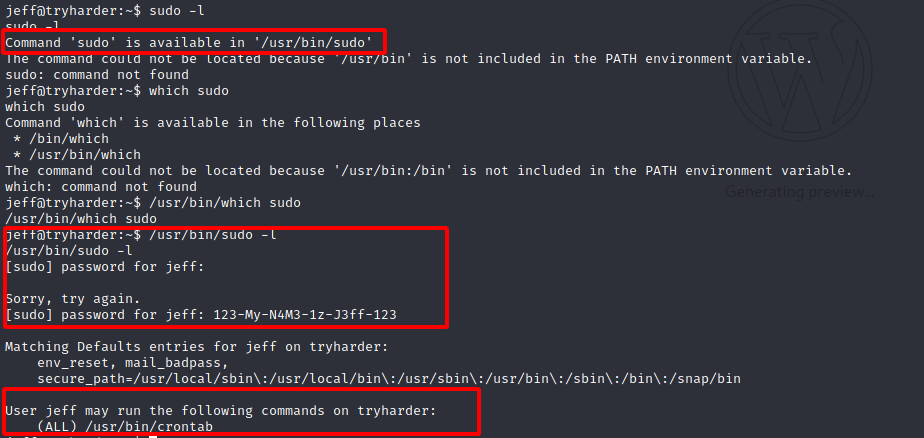 jeff@tryharder:~$ sudo -l
sudo -l
Command 'sudo' is available in '/usr/bin/sudo'
The command could not be located because '/usr/bin' is not included in the PATH environment variable.
sudo: command not found
jeff@tryharder:~$ which sudo
which sudo
Command 'which' is available in the following places
 * /bin/which
 * /usr/bin/which
The command could not be located because '/usr/bin:/bin' is not included in the PATH environment variable.
which: command not found
Generating preview...
jeff@tryharder:~$ /usr/bin/which sudo
/usr/bin/which sudo
jeff@tryharder:~$ /usr/bin/sudo -l
/usr/bin/sudo -l
[sudo] password for jeff:
Sorry, try again.
[sudo] password for jeff: 123-My-N4M3-1z-J3ff-123
Matching Defaults entries for jeff on tryharder:
    env_reset, mail_badpass,
    secure_path=/usr/local/sbin\:/usr/local/bin\:/usr/sbin\:/usr/bin\:/sbin\:/bin\:/snap/bin
User jeff may run the following commands on tryharder:
    (ALL) /usr/bin/crontab